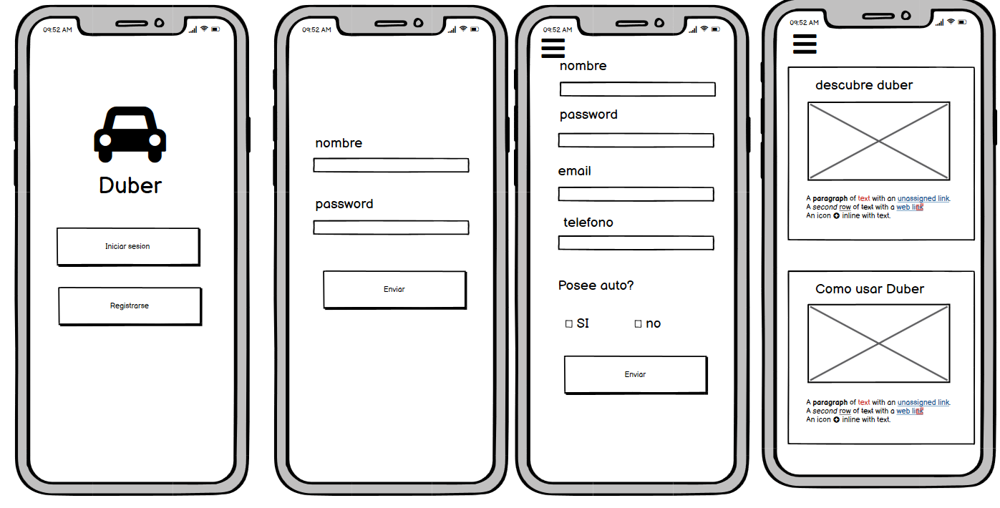 09:52 AM
Duber
Iniciar sesion
Registrarse
09:52 AM
nombre
password
Enviar
09:52 AM
nombre
password
email
telefono
Posee auto?
SI
no
Enviar
09:52 AM
descubre duber
A paragraph of text with an unassigned link.
A second row of text with a web link
An icon inline with text.
Como usar Duber
A paragraph of text with an unassigned link.
A second row of text with a web link
An icon inline with text.